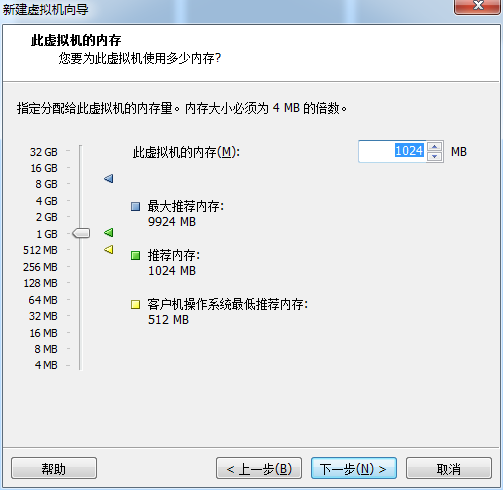 新建虚拟机向导
此虚拟机的内存
您要为此虚拟机使用多少内存?
指定分配给此虚拟机的内存量。内存大小必须为 4 MB 的倍数。
32 GB
16 GB
8 GB
4 GB
2 GB
1 GB
512 MB
256 MB
128 MB
64 MB
32 MB
16 MB
8 MB
4 MB
此虚拟机的内存(M):
1024 MB
最大推荐内存:
9924 MB
推荐内存:
1024 MB
客户机操作系统最低推荐内存:
512 MB
帮助
< 上一步(B)
下一步(N) >
取消